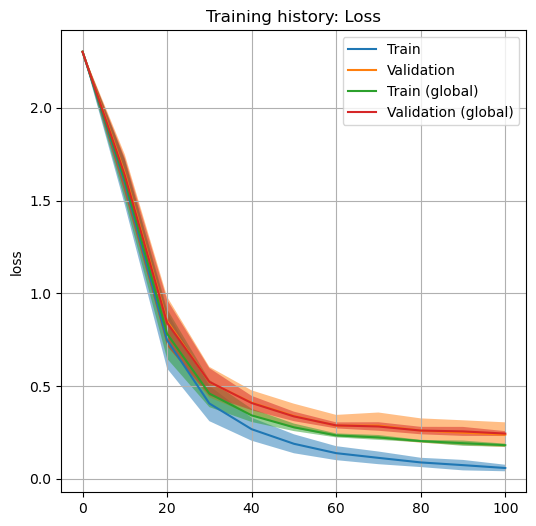 Training history: Loss
Train
Validation
Train (global)
Validation (global)
loss
2.0
1.5
1.0
0.5
0.0
0 20 40 60 80 100